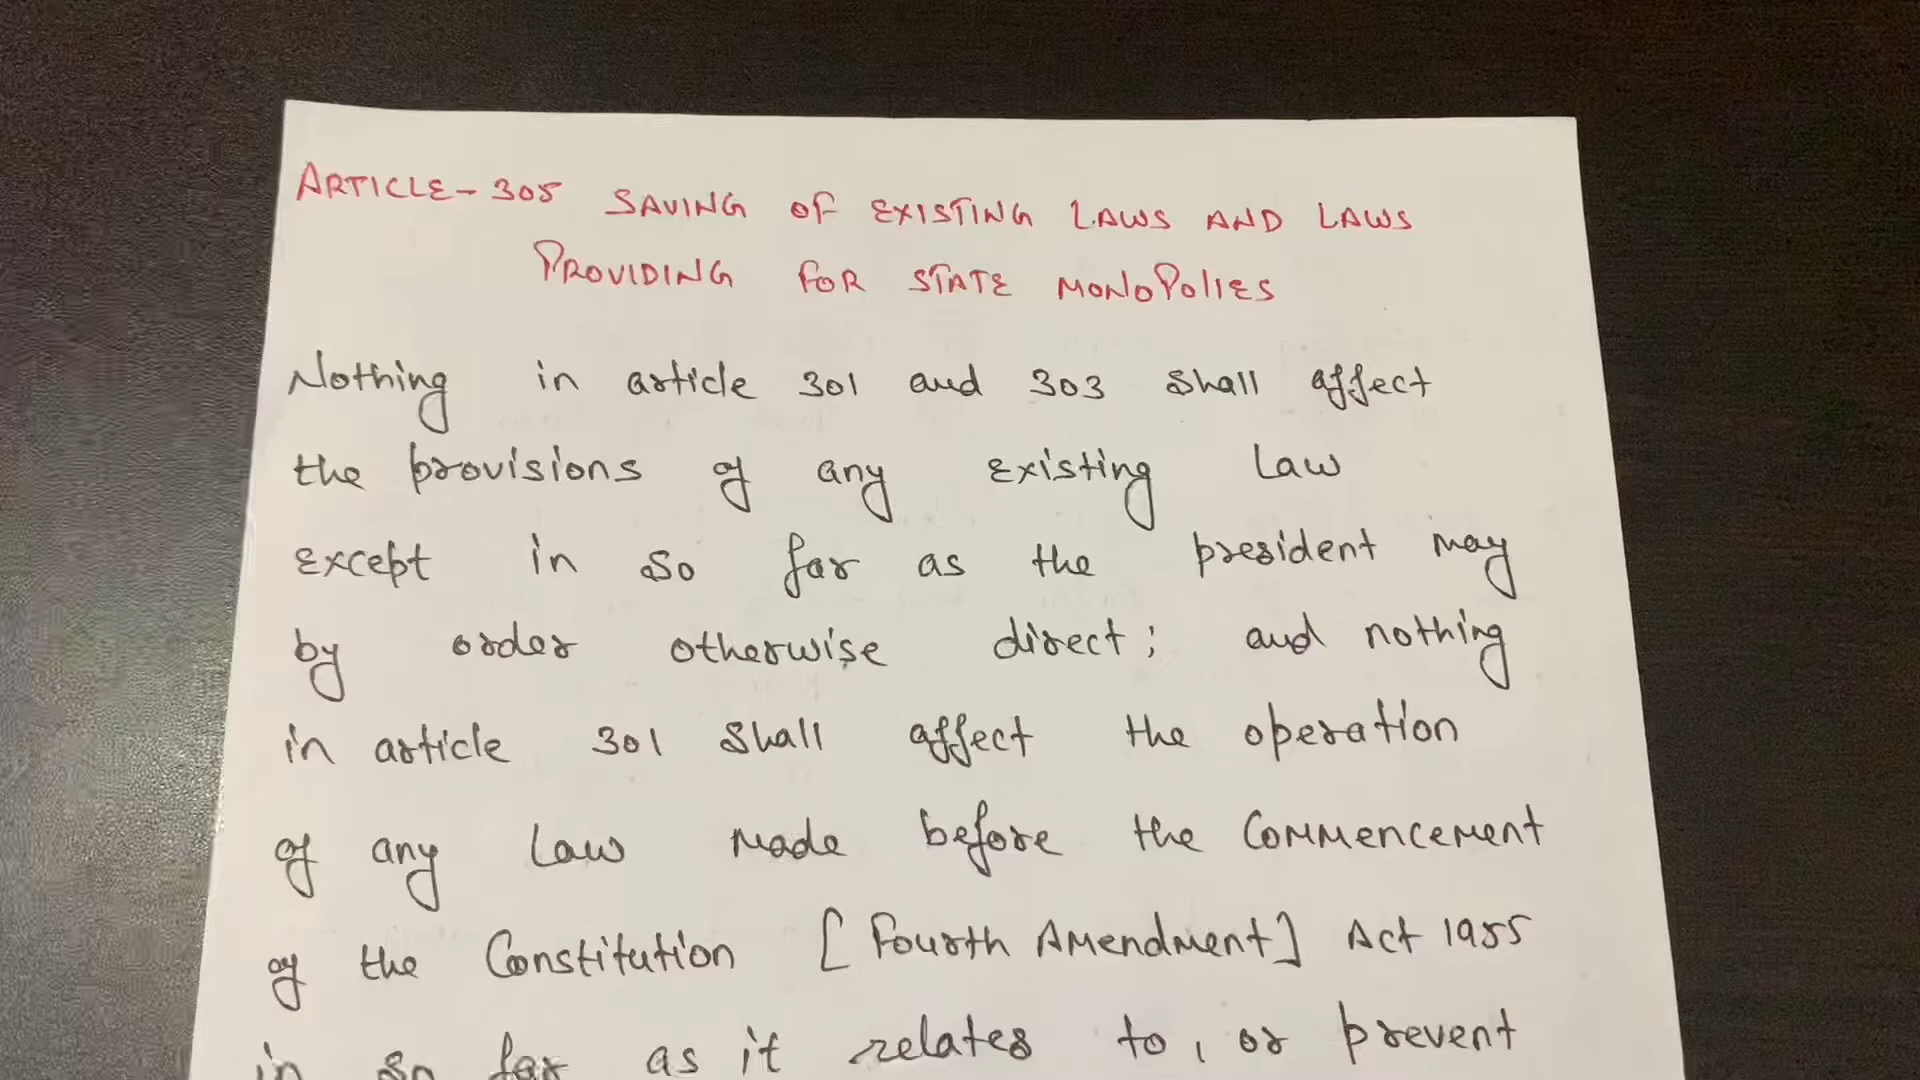 ARTICLE-305 SAVING OF EXISTING LAWS AND LAWS
PROVIDING FOR STATE MONOPOLIES
Nothing in article 301 and 303 shall affect
the provisions of any existing law
except in so far as the president may
by order otherwise direct; and nothing
in article 301 shall affect the operation
of any law made before the commencement
of the Constitution [Fourth Amendment] Act 1955
in so far as it relates to, or prevent